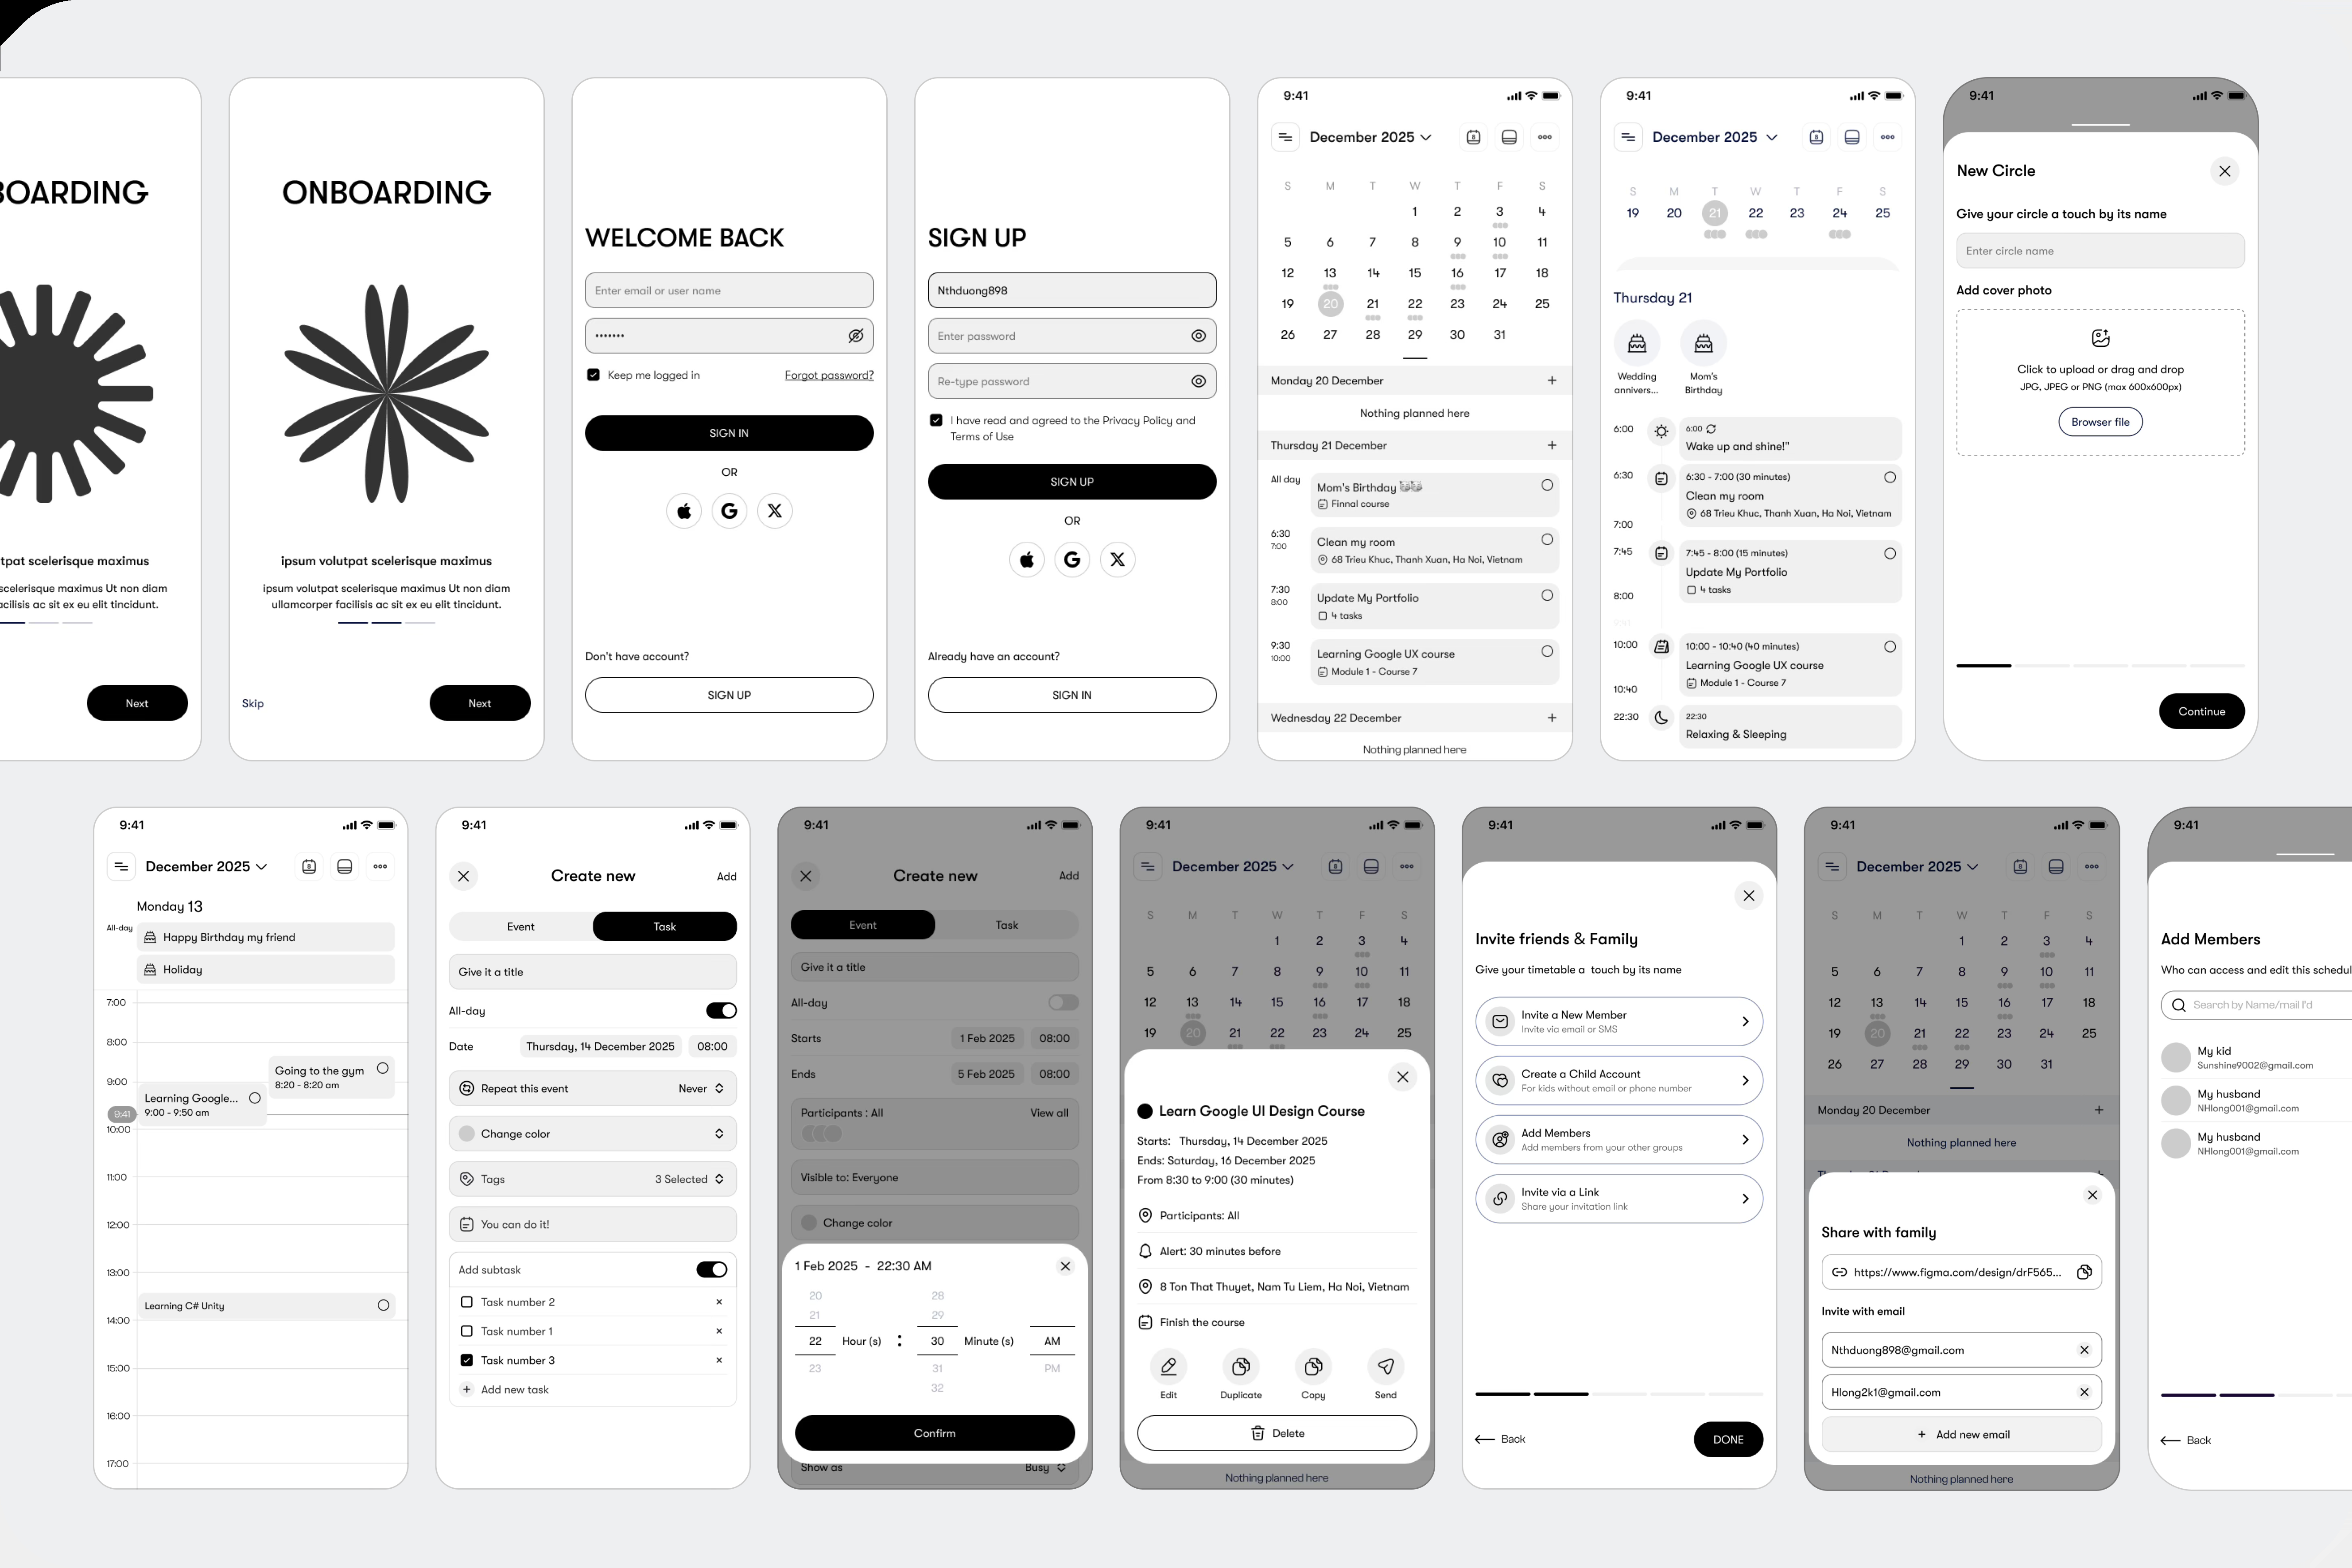 BOARDING
tpat scelerisque maximus
scelerisque maximus Ut non diam
acilisis ac sit ex eu elit tincidunt.
Next
ONBOARDING
ipsum volutpat scelerisque maximus
ipsum volutpat scelerisque maximus Ut non diam
ullamcorper facilisis ac sit ex eu elit tincidunt.
Skip
Next
WELCOME BACK
Enter email or user name
•••••••
Keep me logged in
Forgot password?
SIGN IN
OR
Don't have account?
SIGN UP
SIGN UP
Nthduong898
Enter password
Re-type password
I have read and agreed to the Privacy Policy and
Terms of Use
SIGN UP
OR
Already have an account?
SIGN IN
9:41
December 2025
8
S M T W T F S
1 2 3 4
5 6 7 8 9 10 11
12 13 14 15 16 17 18
19 20 21 22 23 24 25
26 27 28 29 30 31
Monday 20 December
Nothing planned here
Thursday 21 December
All day
Mom's Birthday
Finnal course
6:30
7:00
Clean my room
68 Trieu Khuc, Thanh Xuan, Ha Noi, Vietnam
7:30
8:00
Update My Portfolio
4 tasks
9:30
10:00
Learning Google UX course
Module 1 - Course 7
Wednesday 22 December
Nothing planned here
9:41
December 2025
8
S M T W T F S
19 20 21 22 23 24 25
Thursday 21
Wedding
annivers...
Mom's
Birthday
6:00
6:00
Wake up and shine!"
6:30
6:30 - 7:00 (30 minutes)
Clean my room
68 Trieu Khuc, Thanh Xuan, Ha Noi, Vietnam
7:00
7:45
7:45 - 8:00 (15 minutes)
Update My Portfolio
4 tasks
8:00
9:41
10:00
10:00 - 10:40 (40 minutes)
Learning Google UX course
Module 1 - Course 7
10:40
22:30
22:30
Relaxing & Sleeping
9:41
New Circle
Give your circle a touch by its name
Enter circle name
Add cover photo
Click to upload or drag and drop
JPG, JPEG or PNG (max 600x600px)
Browser file
Continue
9:41
December 2025
8
Monday 13
All-day
Happy Birthday my friend
Holiday
7:00
8:00
Going to the gym
8:20 - 8:20 am
9:00
Learning Google...
9:00 - 9:50 am
9:41
10:00
11:00
12:00
13:00
Learning C# Unity
14:00
15:00
16:00
17:00
9:41
Create new
Add
Event
Task
Give it a title
All-day
Date
Thursday, 14 December 2025
08:00
Repeat this event
Never
Change color
Tags
3 Selected
You can do it!
Add subtask
Task number 2
Task number 1
Task number 3
Add new task
9:41
Create new
Add
Event
Task
Give it a title
All-day
Starts
1 Feb 2025
08:00
Ends
5 Feb 2025
08:00
Participants : All
View all
Visible to: Everyone
Change color
1 Feb 2025 - 22:30 AM
20 28
21 29
22 Hour (s) : 30 Minute (s) AM
23 31 PM
32
Confirm
Show as
Busy
9:41
December 2025
8
S M T W T F S
1 2 3 4
5 6 7 8 9 10 11
12 13 14 15 16 17 18
19 20 21 22 23 24 25
Learn Google UI Design Course
Starts: Thursday, 14 December 2025
Ends: Saturday, 16 December 2025
From 8:30 to 9:00 (30 minutes)
Participants: All
Alert: 30 minutes before
8 Ton That Thuyet, Nam Tu Liem, Ha Noi, Vietnam
Finish the course
Edit
Duplicate
Copy
Send
Delete
Nothing planned here
9:41
Invite friends & Family
Give your timetable a touch by its name
Invite a New Member
Invite via email or SMS
Create a Child Account
For kids without email or phone number
Add Members
Add members from your other groups
Invite via a Link
Share your invitation link
Back
DONE
9:41
December 2025
8
S M T W T F S
1 2 3 4
5 6 7 8 9 10 11
12 13 14 15 16 17 18
19 20 21 22 23 24 25
26 27 28 29 30 31
Monday 20 December
Nothing planned here
Share with family
https://www.figma.com/design/drF565...
Invite with email
Nthduong898@gmail.com
Hlong2k1@gmail.com
Add new email
Nothing planned here
9:41
Add Members
Who can access and edit this schedul
Search by Name/mail I'd
My kid
Sunshine9002@gmail.com
My husband
NHlong001@gmail.com
My husband
NHlong001@gmail.com
Back